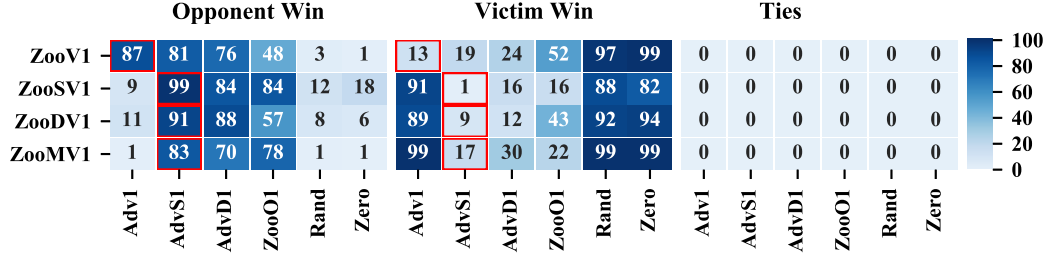 Opponent Win Victim Win Ties
ZooV1 87 81 76 48 3 1 13 19 24 52 97 99 0 0 0 0 0 0
ZooSV1 9 99 84 84 12 18 91 1 16 16 88 82 0 0 0 0 0 0
ZooDV1 11 91 88 57 8 6 89 9 12 43 92 94 0 0 0 0 0 0
ZooMV1 1 83 70 78 1 1 99 17 30 22 99 99 0 0 0 0 0 0
Adv1 AdvS1 AdvD1 ZooO1 Rand Zero Adv1 AdvS1 AdvD1 ZooO1 Rand Zero Adv1 AdvS1 AdvD1 ZooO1 Rand Zero
100
80
60
40
20
0